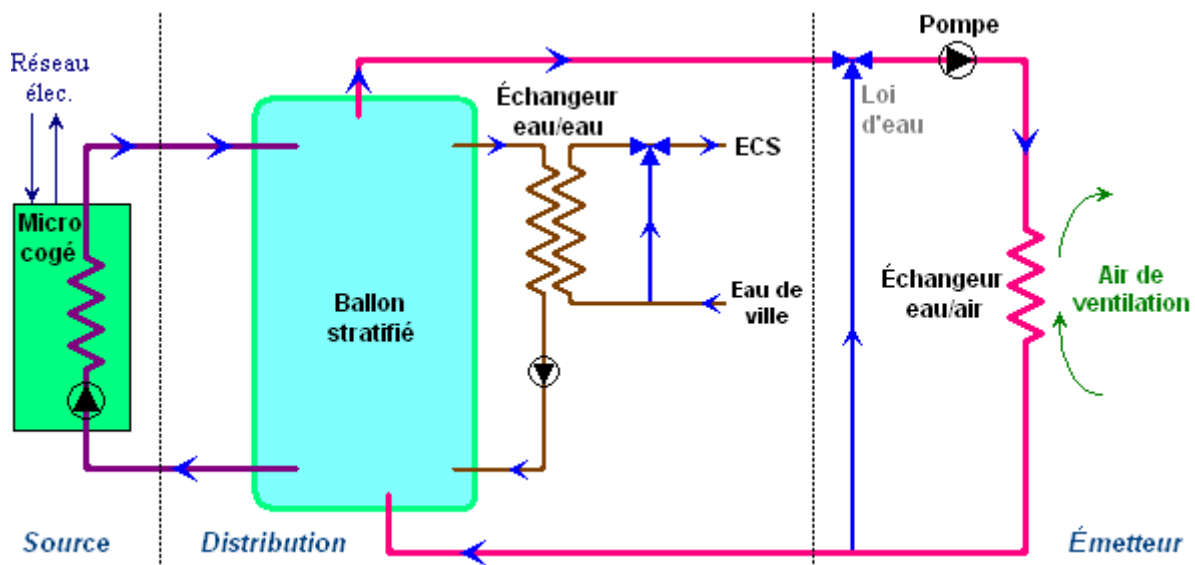 Réseau
élec.
Micro
cogé
Ballon
stratifié
Échangeur
eau/eau
ECS
Eau de
ville
Pompe
Loi
d'eau
Échangeur
eau/air
Air de
ventilation
Source
Distribution
Émetteur